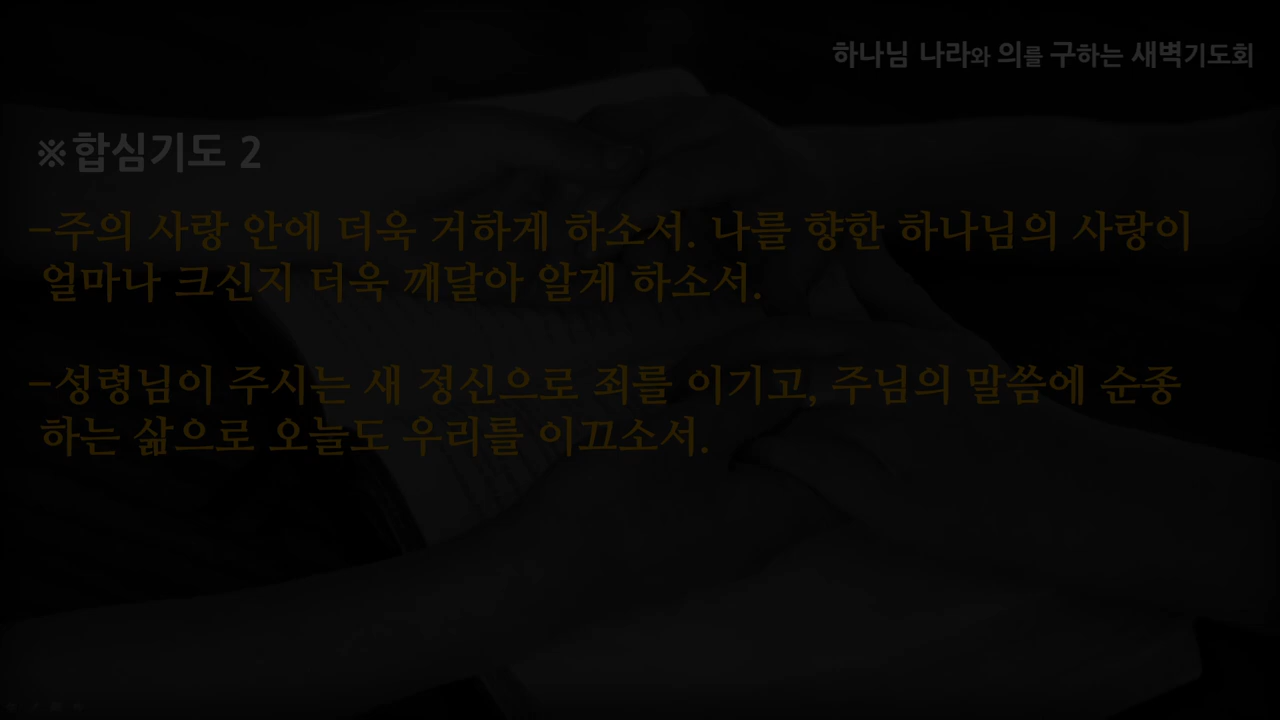 하나님 나라와 의를 구하는 새벽기도회
※합심기도 2
-주의 사랑 안에 더욱 거하게 하소서. 나를 향한 하나님의 사랑이
얼마나 크신지 더욱 깨달아 알게 하소서.
-성령님이 주시는 새 정신으로 죄를 이기고, 주님의 말씀에 순종
하는 삶으로 오늘도 우리를 이끄소서.